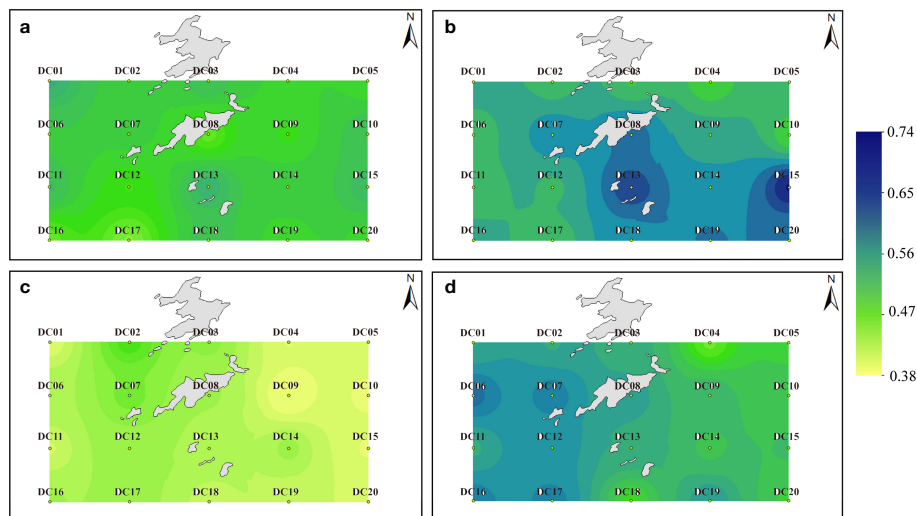 a
N
DC01 DC02 DC03 DC04 DC05
DC06 DC07 DC08 DC09 DC10
DC11 DC12 DC13 DC14 DC15
DC16 DC17 DC18 DC19 DC20
b
N
DC01 DC02 DC03 DC04 DC05
DC06 DC07 DC08 DC09 DC10
DC11 DC12 DC13 DC14 DC15
DC16 DC17 DC18 DC19 DC20
c
N
DC01 DC02 DC03 DC04 DC05
DC06 DC07 DC08 DC09 DC10
DC11 DC12 DC13 DC14 DC15
DC16 DC17 DC18 DC19 DC20
d
N
DC01 DC02 DC03 DC04 DC05
DC06 DC07 DC08 DC09 DC10
DC11 DC12 DC13 DC14 DC15
DC16 DC17 DC18 DC19 DC20
0.74
0.64
0.56
0.47
0.38